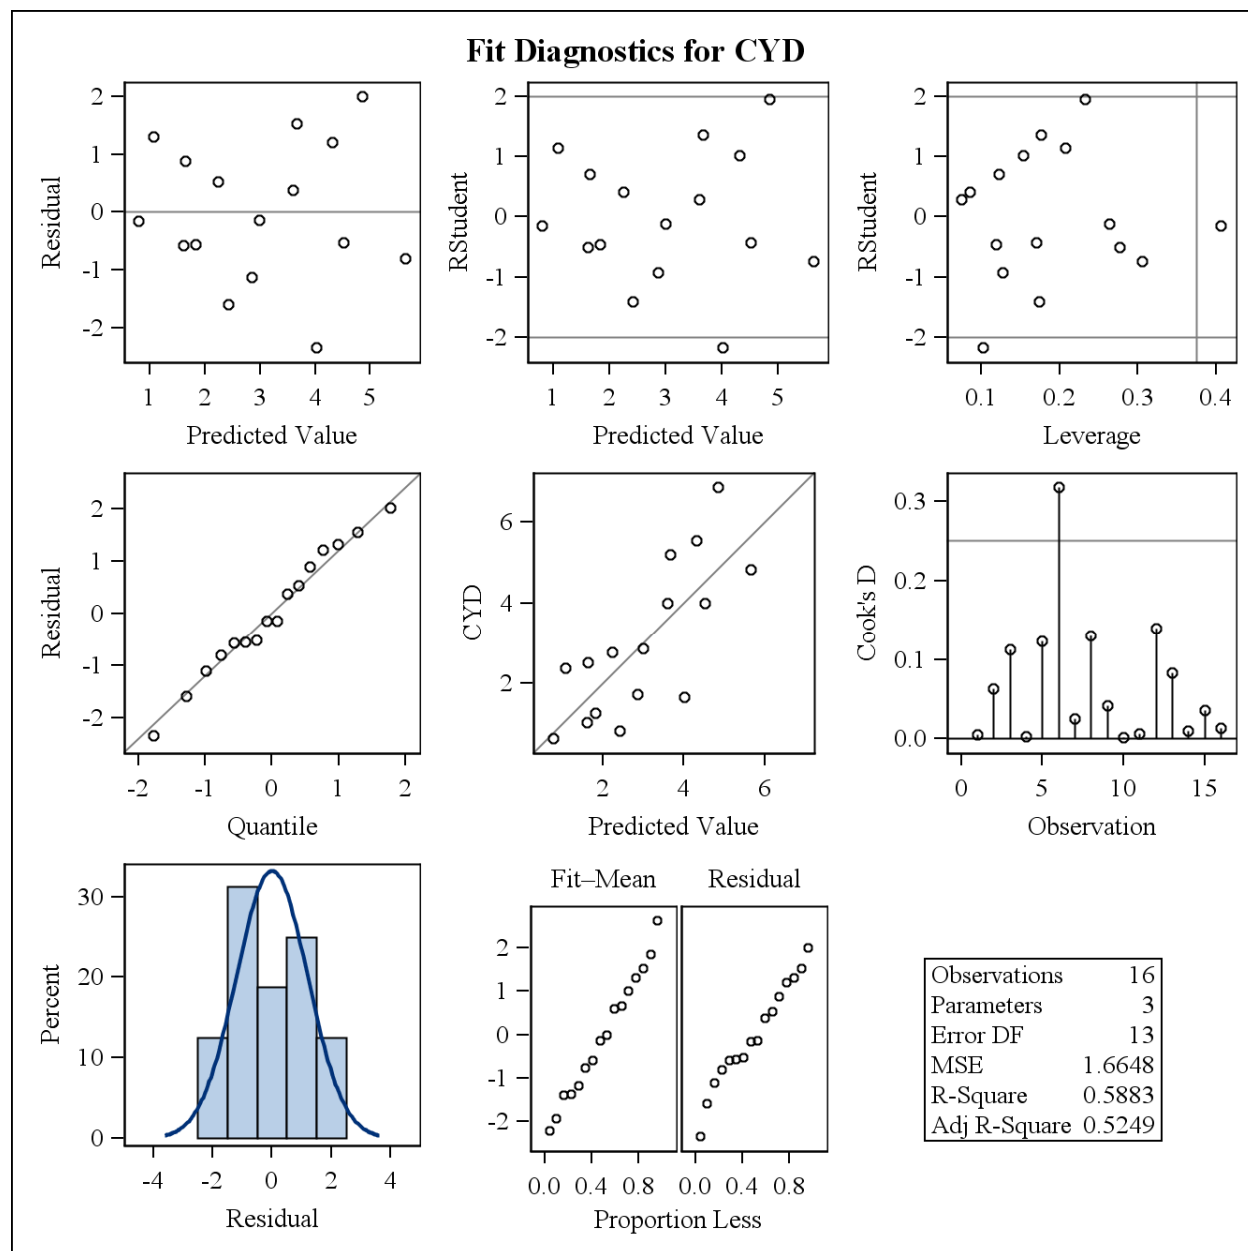 Fit Diagnostics for CYD
Residual
2
1
0
-1
-2
1 2 3 4 5
Predicted Value
RStudent
2
1
0
-1
-2
1 2 3 4 5
Predicted Value
RStudent
2
1
0
-1
-2
0.1 0.2 0.3 0.4
Leverage
Residual
2
1
0
-1
-2
-2 -1 0 1 2
Quantile
CYD
6
4
2
2 4 6
Predicted Value
Cook's D
0.3
0.2
0.1
0.0
0 5 10 15
Observation
Percent
30
20
10
0
-4 -2 0 2 4
Residual
Fit–Mean Residual
2
1
0
-1
-2
0.0 0.4 0.8 0.0 0.4 0.8
Proportion Less
Observations 16
Parameters 3
Error DF 13
MSE 1.6648
R-Square 0.5883
Adj R-Square 0.5249